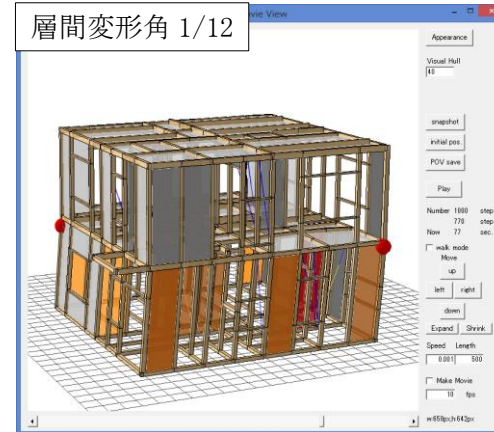 層間変形角 1/12
vie View
Appearance
Visual Hull
40
snapshot
initial pos.
POV save
Play
Number 1000 step
770 step
Now 77 sec.
walk mode
Move
up
left right
down
Expand Shrink
Speed Length
0.001 500
Make Movie
10 fps
w:658px;h:642px